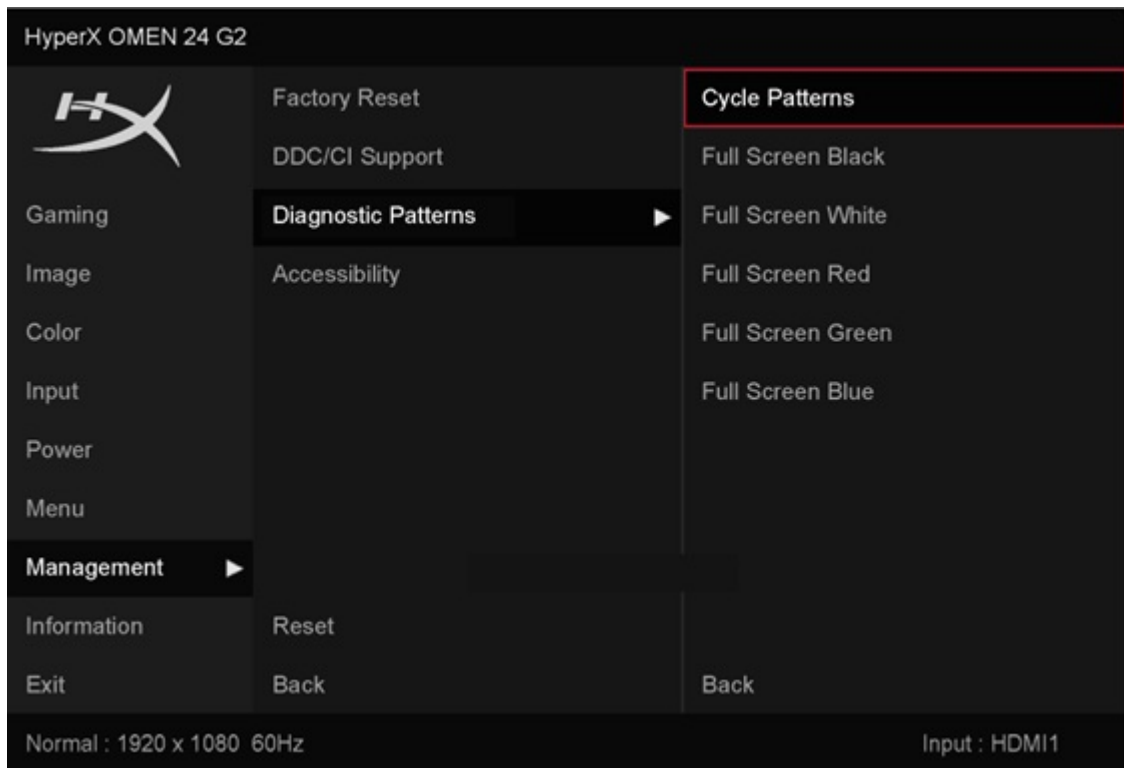 HyperX OMEN 24 G2
HX
Factory Reset
Cycle Patterns
DDC/CI Support
Full Screen Black
Gaming
Diagnostic Patterns
Full Screen White
Image
Accessibility
Full Screen Red
Color
Full Screen Green
Input
Full Screen Blue
Power
Menu
Management
Information
Reset
Exit
Back
Back
Normal : 1920 x 1080 60Hz
Input : HDMI1